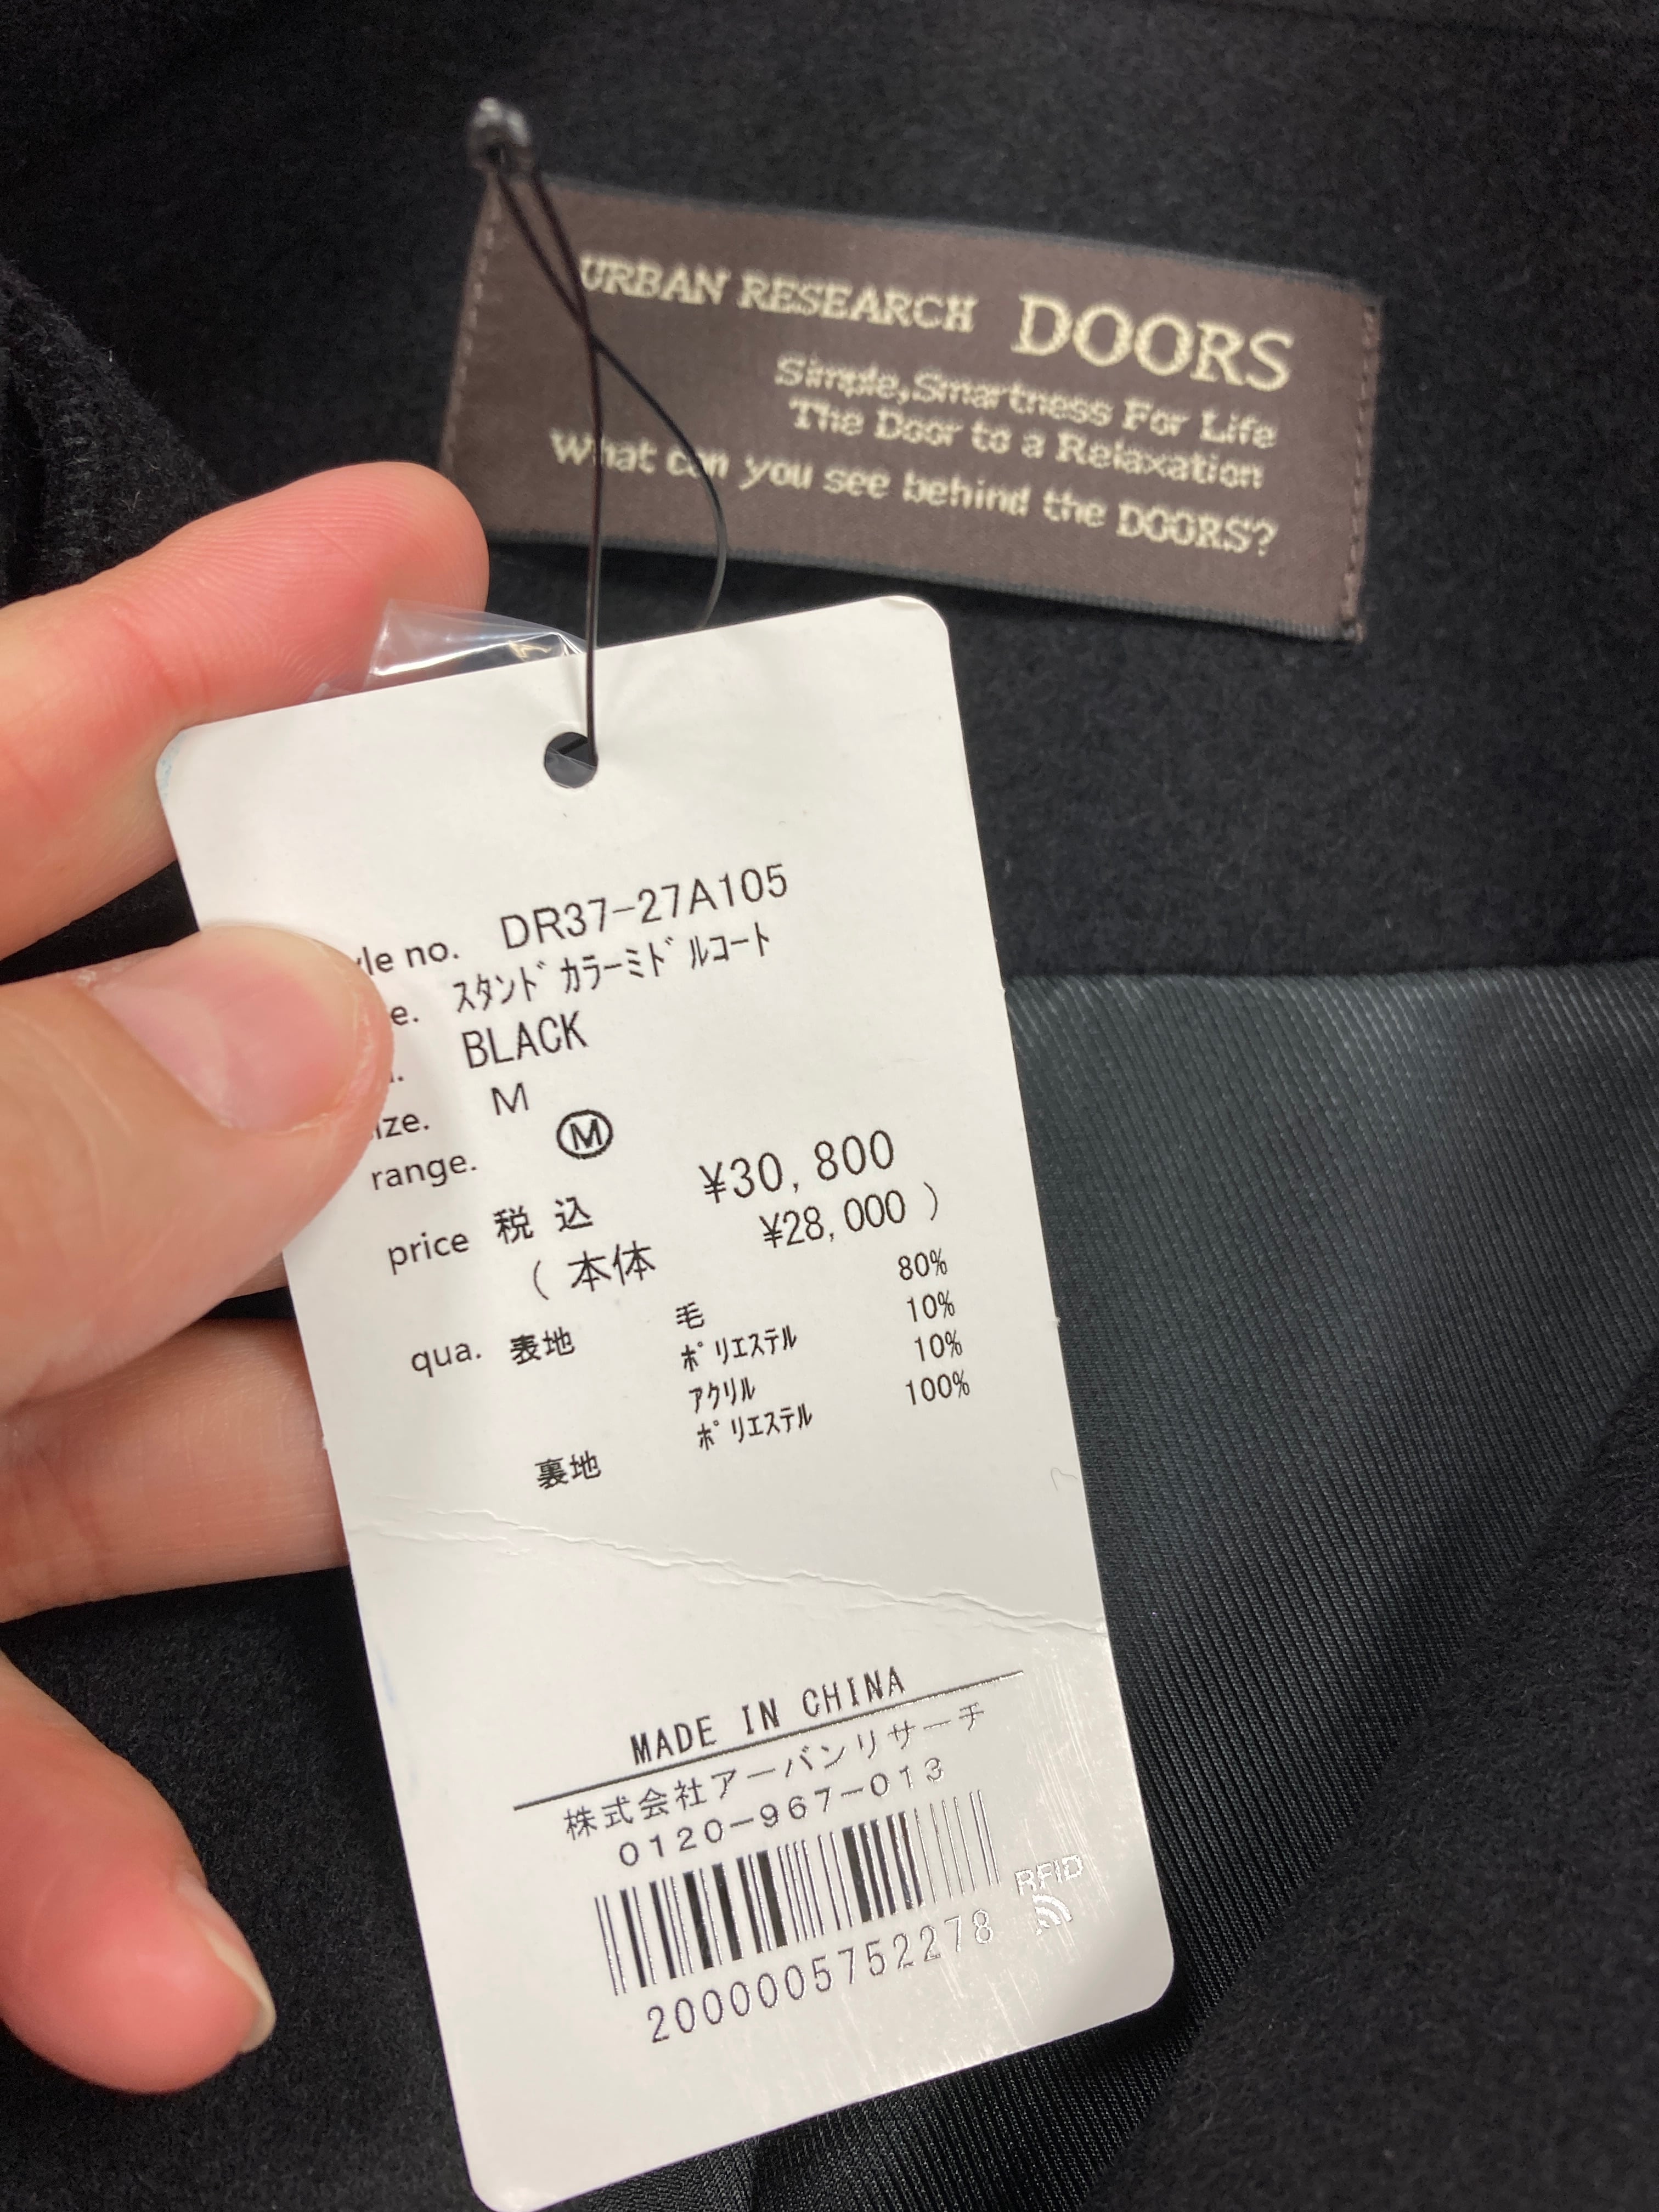 URBAN RESEARCH DOORS
Simple,Smartness For Life
The Door to a Relaxation
What can you see behind the DOORS?
no. DR37-27A105
スタンドカラーミドルコート
BLACK
M
range. Ⓜ
price 税込 ¥30,800
(本体 ¥28,000)
qua. 表地 毛 80%
ポリエステル 10%
アクリル 10%
裏地 ポリエステル 100%
MADE IN CHINA
株式会社アーバンリサーチ
0120-967-013
RFID
2000005752278